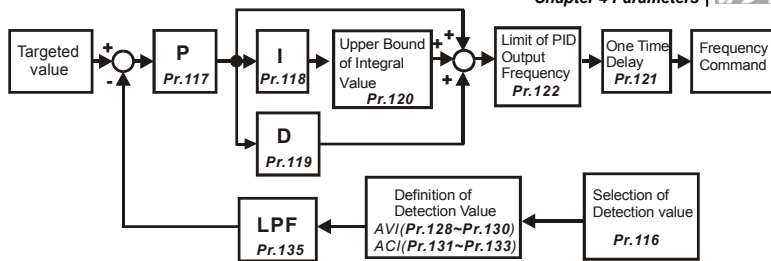 Chapter 4 Parameters |
Targeted
value
+
-
P
Pr.117
I
Pr.118
D
Pr.119
Upper Bound
of Integral
Value
Pr.120
+
+
+
Limit of PID
Output
Frequency
Pr.122
One Time
Delay
Pr.121
Frequency
Command
LPF
Pr.135
Definition of
Detection Value
AVI(Pr.128~Pr.130)
ACI(Pr.131~Pr.133)
Selection of
Detection value
Pr.116